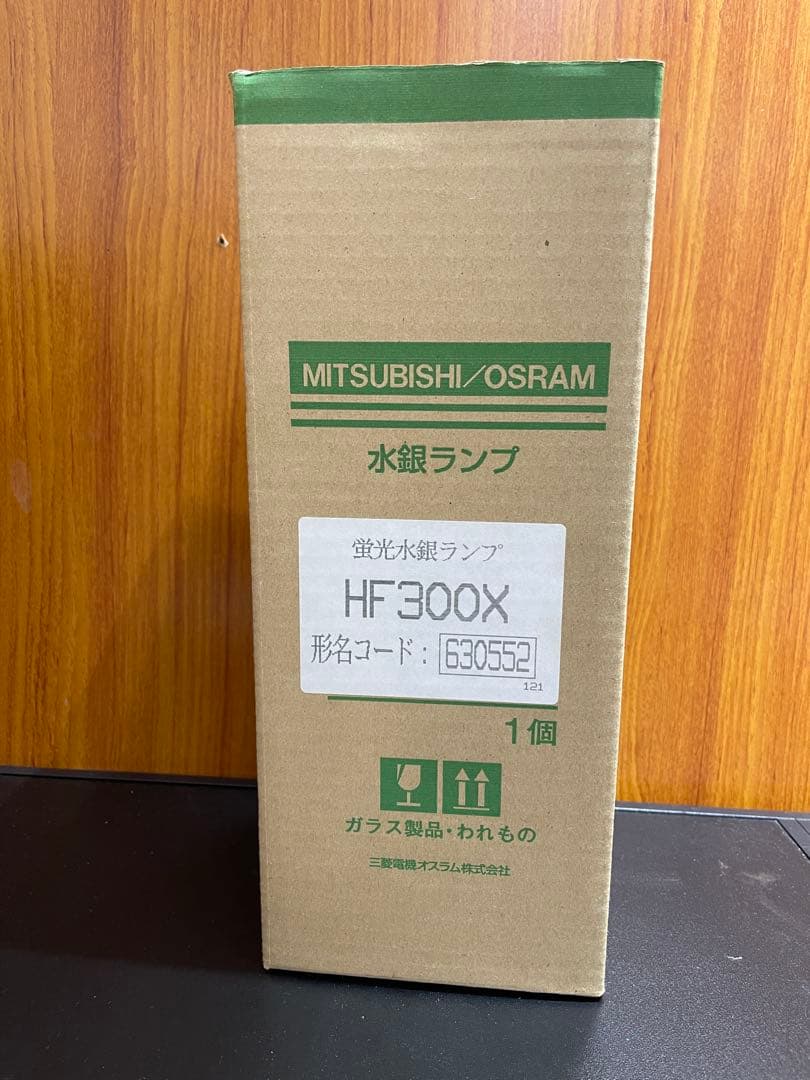 MITSUBISHI/OSRAM
水銀ランプ
蛍光水銀ランプ
HF300X
形名コード：630552
121
1個
ガラス製品・われもの
三菱電機オスラム株式会社